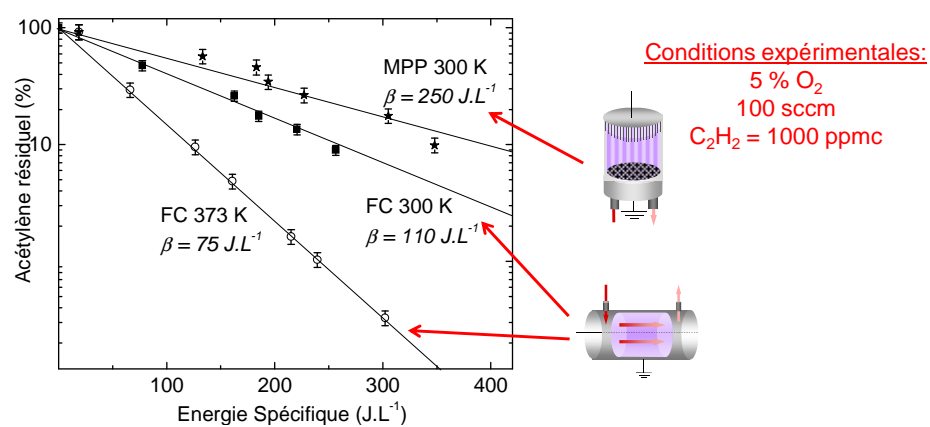 Acétylène résiduel (%)
100
10
MPP 300 K
β = 250 J.L⁻¹
FC 373 K
β = 75 J.L⁻¹
FC 300 K
β = 110 J.L⁻¹
0 100 200 300 400
Energie Spécifique (J.L⁻¹)
Conditions expérimentales:
5 % O₂
100 sccm
C₂H₂ = 1000 ppmc